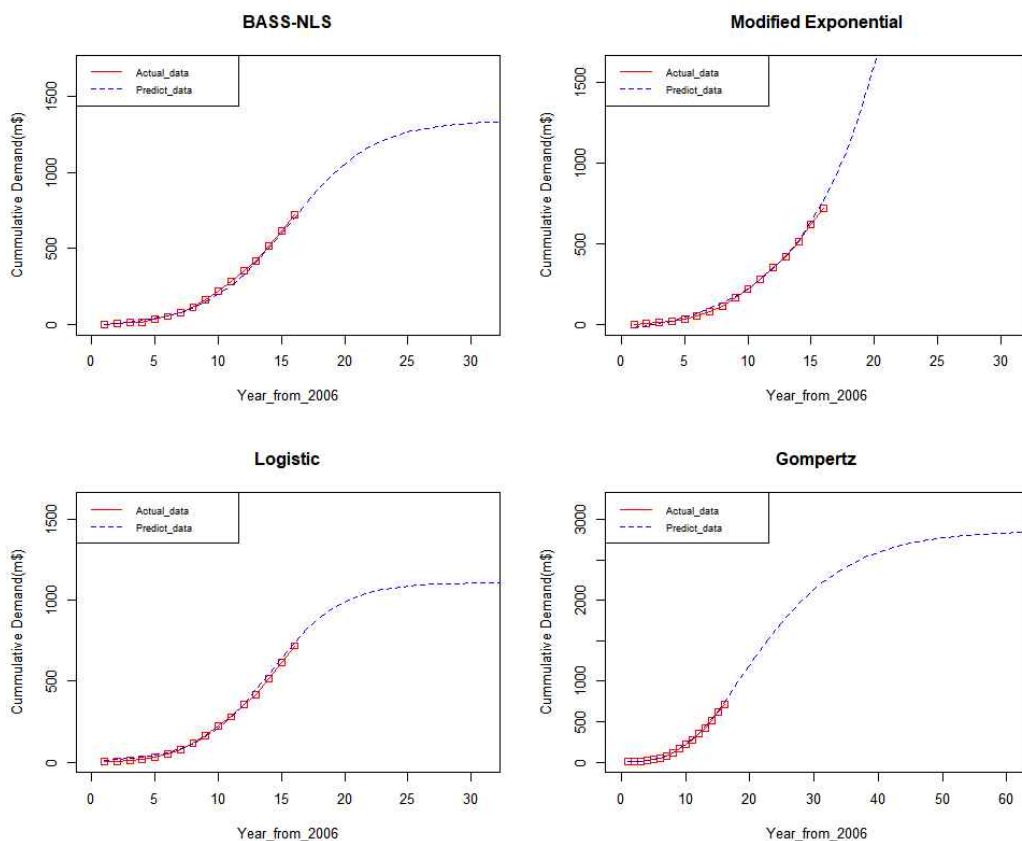 BASS-NLS
Actual_data
Predict_data
1500
1000
500
0
Cummulative Demand(m$)
0 5 10 15 20 25 30
Year_from_2006
Modified Exponential
Actual_data
Predict_data
1500
1000
500
0
Cummulative Demand(m$)
0 5 10 15 20 25 30
Year_from_2006
Logistic
Actual_data
Predict_data
1500
1000
500
0
Cummulative Demand(m$)
0 5 10 15 20 25 30
Year_from_2006
Gompertz
Actual_data
Predict_data
3000
2000
1000
500
0
Cummulative Demand(m$)
0 10 20 30 40 50 60
Year_from_2006